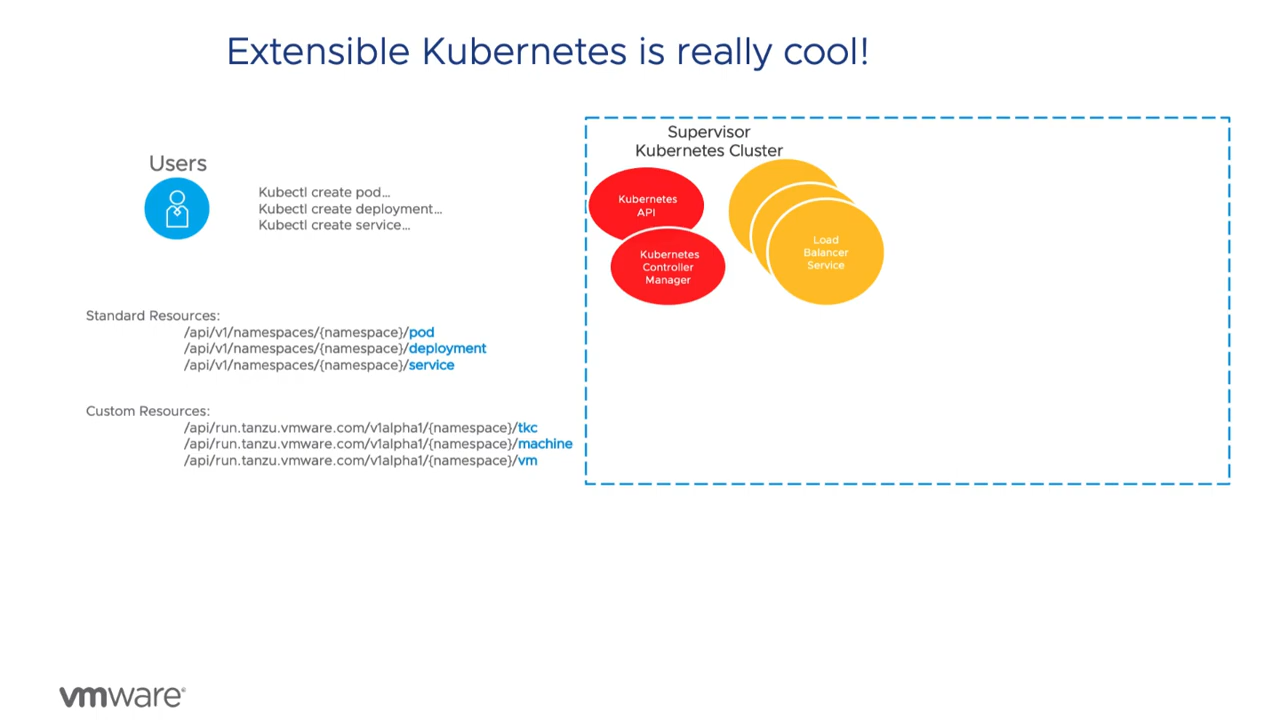 Extensible Kubernetes is really cool!
Users
Kubectl create pod...
Kubectl create deployment...
Kubectl create service...
Standard Resources:
/api/v1/namespaces/{namespace}/pod
/api/v1/namespaces/{namespace}/deployment
/api/v1/namespaces/{namespace}/service
Custom Resources:
/api/run.tanzu.vmware.com/v1alpha1/{namespace}/tkc
/api/run.tanzu.vmware.com/v1alpha1/{namespace}/machine
/api/run.tanzu.vmware.com/v1alpha1/{namespace}/vm
Supervisor
Kubernetes Cluster
Kubernetes
API
Kubernetes
Controller
Manager
Load
Balancer
Service
vmware®